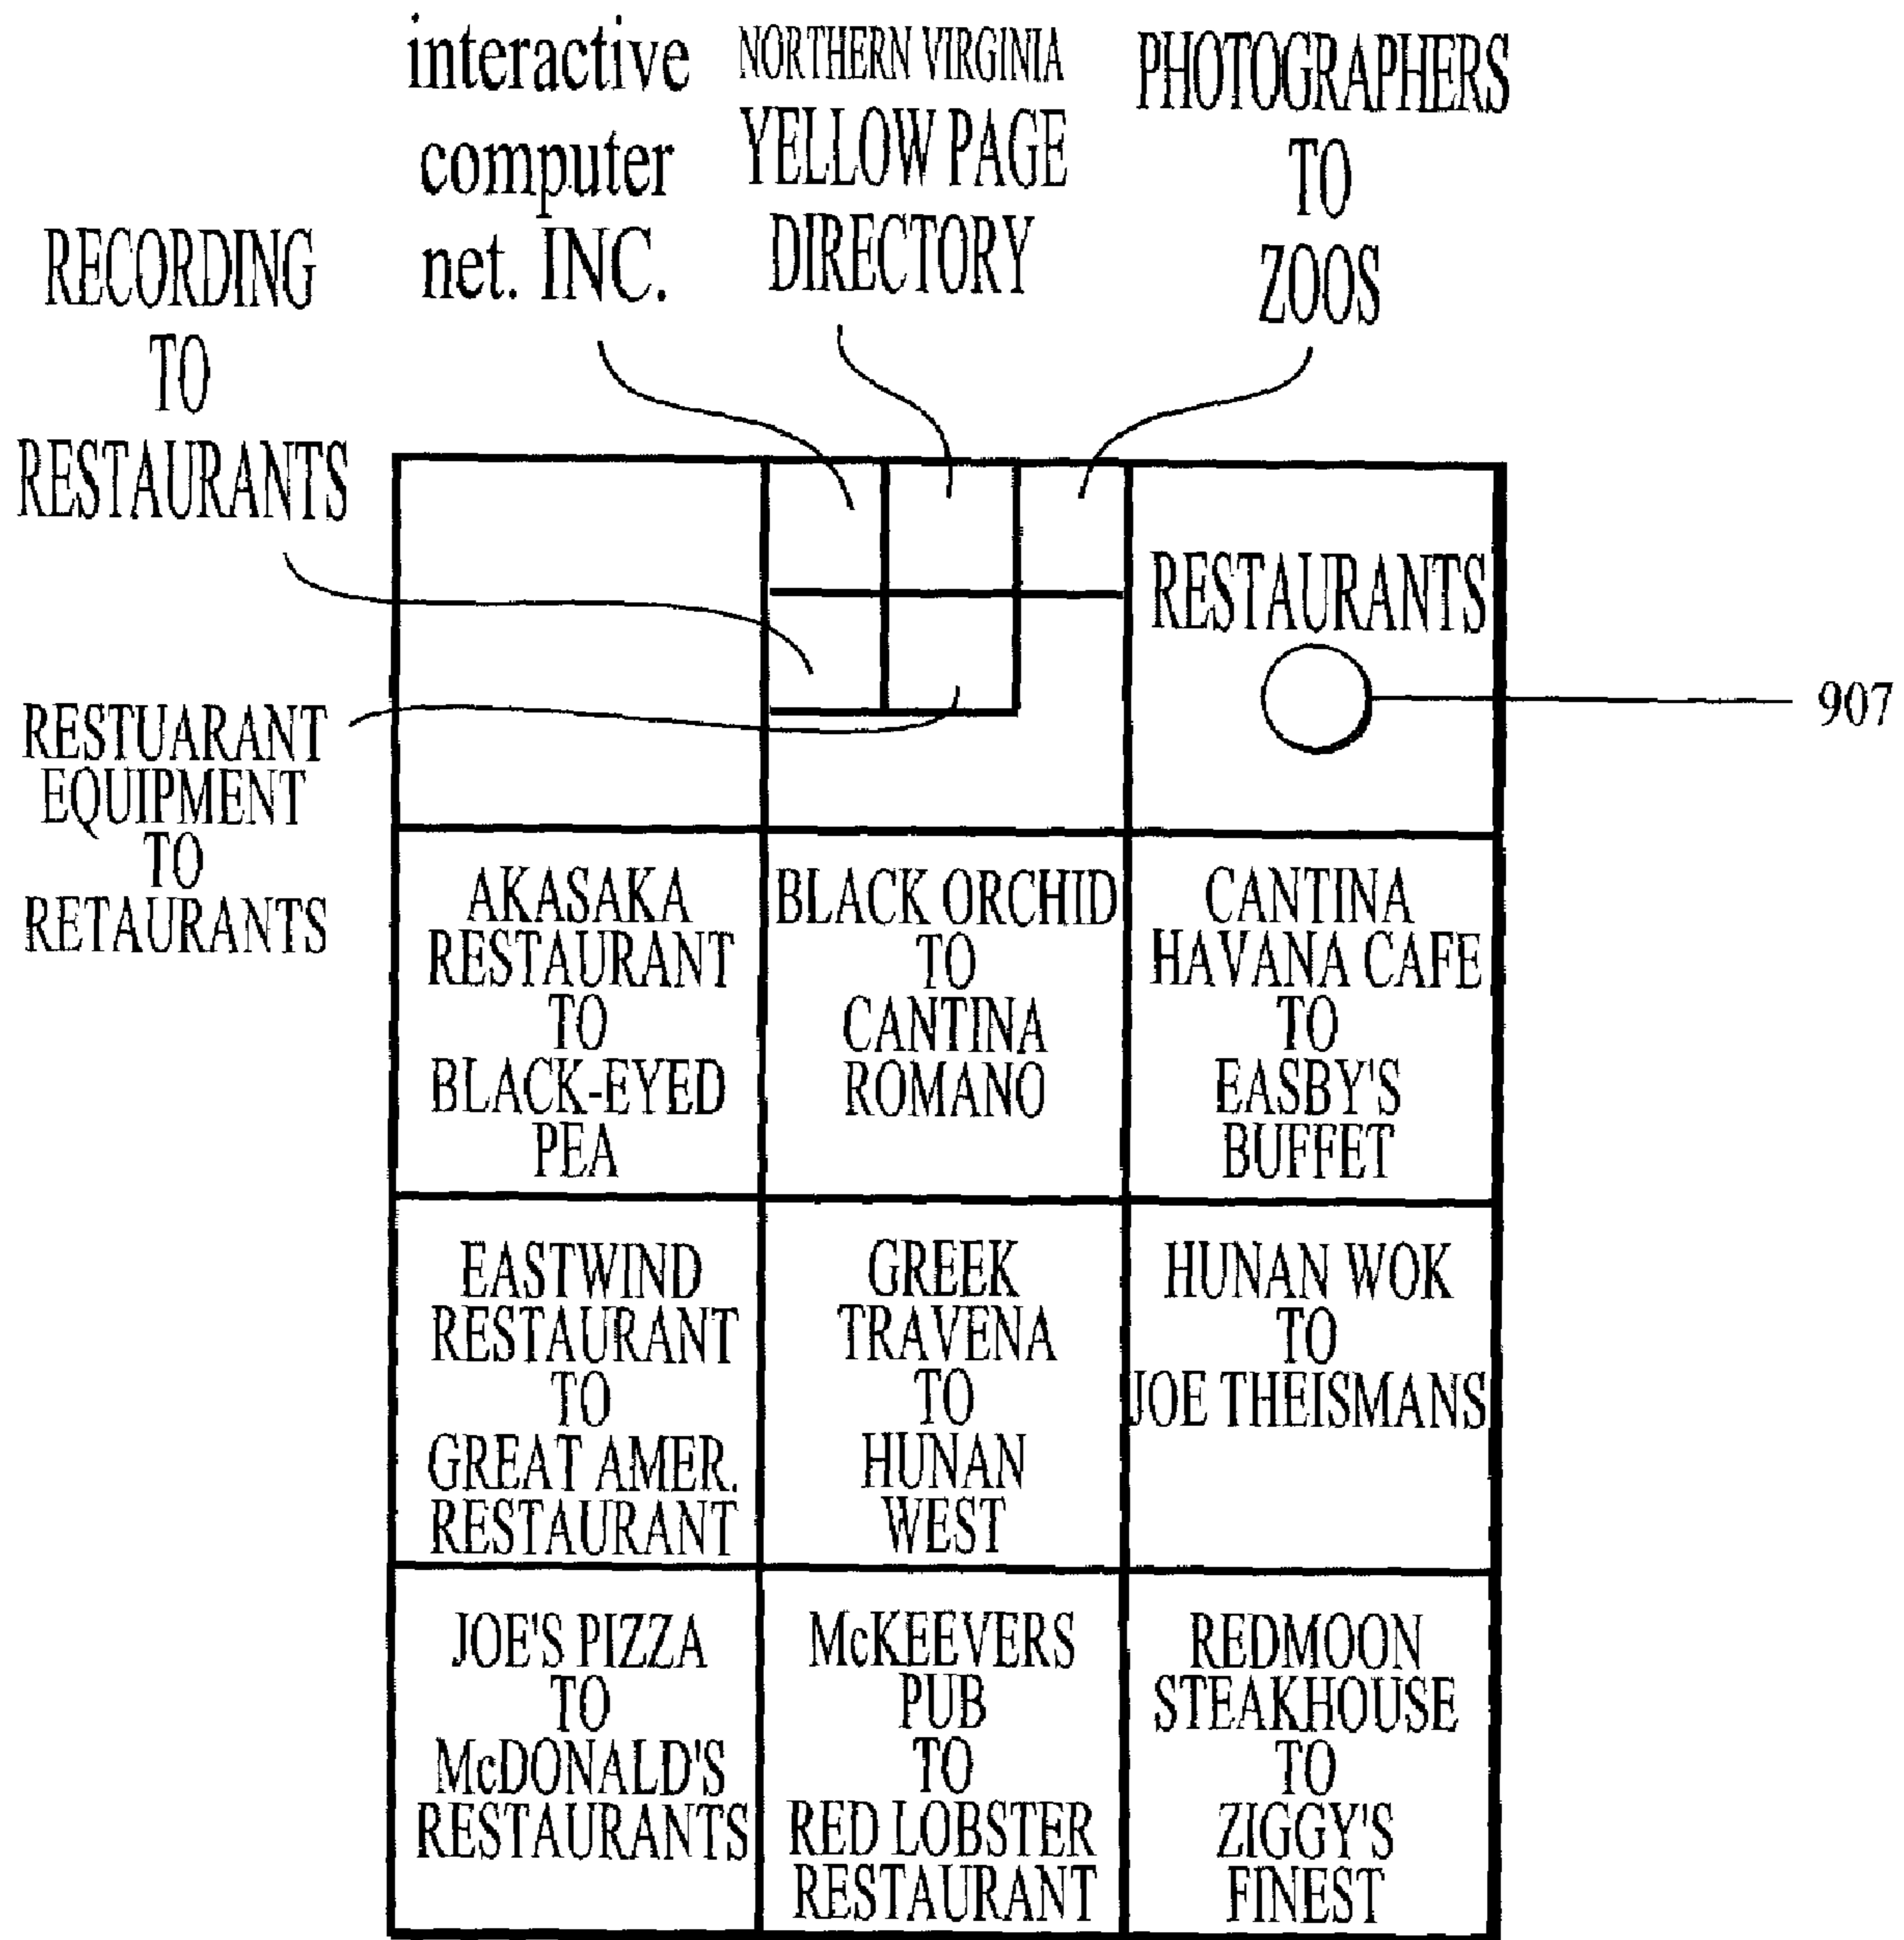 interactive
computer
net. INC.
NORTHERN VIRGINIA
YELLOW PAGE
DIRECTORY
PHOTOGRAPHERS
TO
ZOOS
RECORDING
TO
RESTAURANTS
RESTUARANT
EQUIPMENT
TO
RETAURANTS
RESTAURANTS
907
AKASAKA
RESTAURANT
TO
BLACK-EYED
PEA
BLACK ORCHID
TO
CANTINA
ROMANO
CANTINA
HAVANA CAFE
TO
EASBY'S
BUFFET
EASTWIND
RESTAURANT
TO
GREAT AMER.
RESTAURANT
GREEK
TRAVENA
TO
HUNAN
WEST
HUNAN WOK
TO
JOE THEISMANS
JOE'S PIZZA
TO
McDONALD'S
RESTAURANTS
McKEEVERS
PUB
TO
RED LOBSTER
RESTAURANT
REDMOON
STEAKHOUSE
TO
ZIGGY'S
FINEST